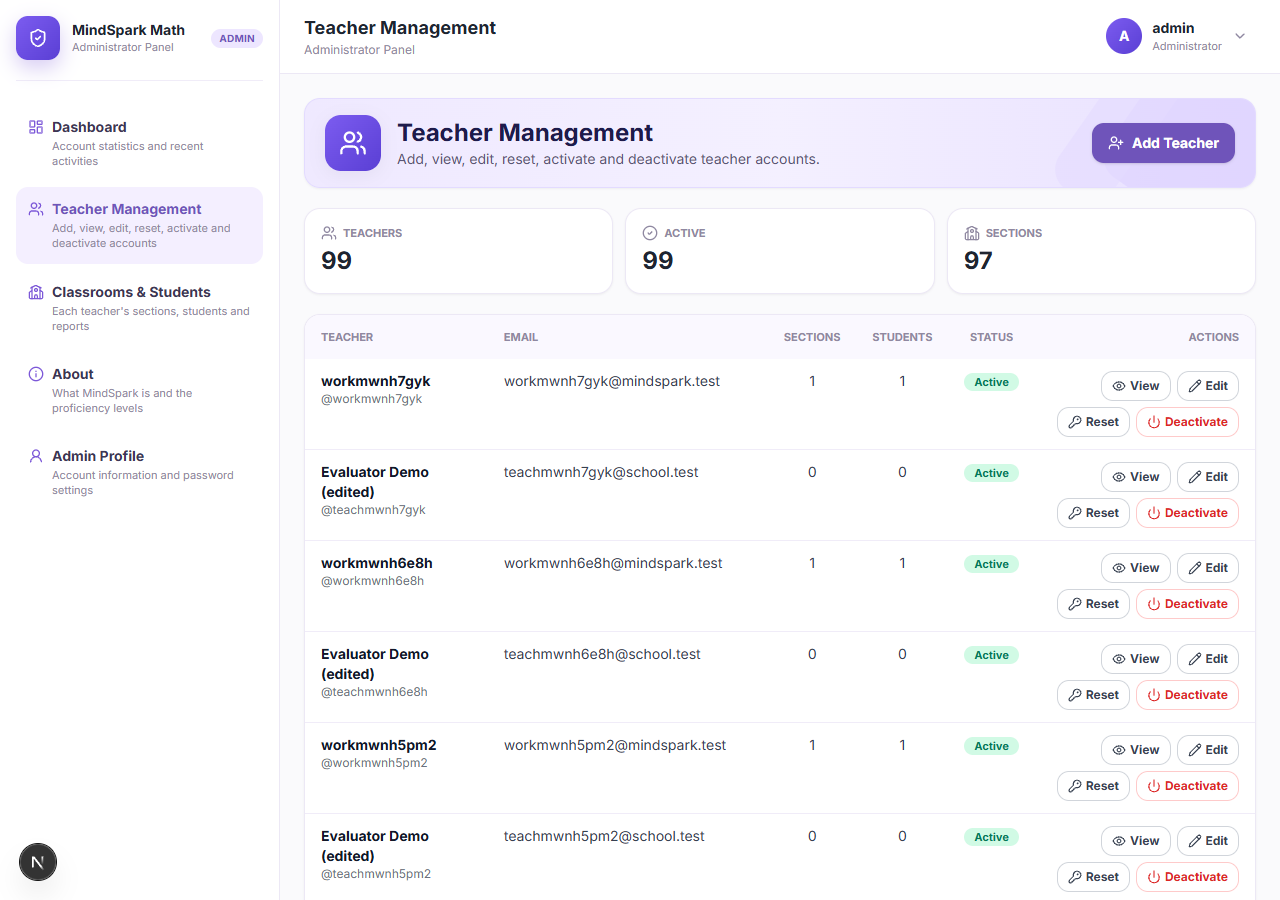 MindSpark Math
Administrator Panel
ADMIN
Dashboard
Account statistics and recent
activities
Teacher Management
Add, view, edit, reset, activate and
deactivate accounts
Classrooms & Students
Each teacher's sections, students and
reports
About
What MindSpark is and the
proficiency levels
Admin Profile
Account information and password
settings
N
Teacher Management
Administrator Panel
A
admin
Administrator
Teacher Management
Add, view, edit, reset, activate and deactivate teacher accounts.
Add Teacher
TEACHERS
99
ACTIVE
99
SECTIONS
97
TEACHER EMAIL SECTIONS STUDENTS STATUS ACTIONS
workmwnh7gyk workmwnh7gyk@mindspark.test 1 1 Active View Edit
@workmwnh7gyk
Reset Deactivate
Evaluator Demo teachmwnh7gyk@school.test 0 0 Active View Edit
(edited)
@teachmwnh7gyk Reset Deactivate
workmwnh6e8h workmwnh6e8h@mindspark.test 1 1 Active View Edit
@workmwnh6e8h
Reset Deactivate
Evaluator Demo teachmwnh6e8h@school.test 0 0 Active View Edit
(edited)
@teachmwnh6e8h Reset Deactivate
workmwnh5pm2 workmwnh5pm2@mindspark.test 1 1 Active View Edit
@workmwnh5pm2
Reset Deactivate
Evaluator Demo teachmwnh5pm2@school.test 0 0 Active View Edit
(edited)
@teachmwnh5pm2 Reset Deactivate